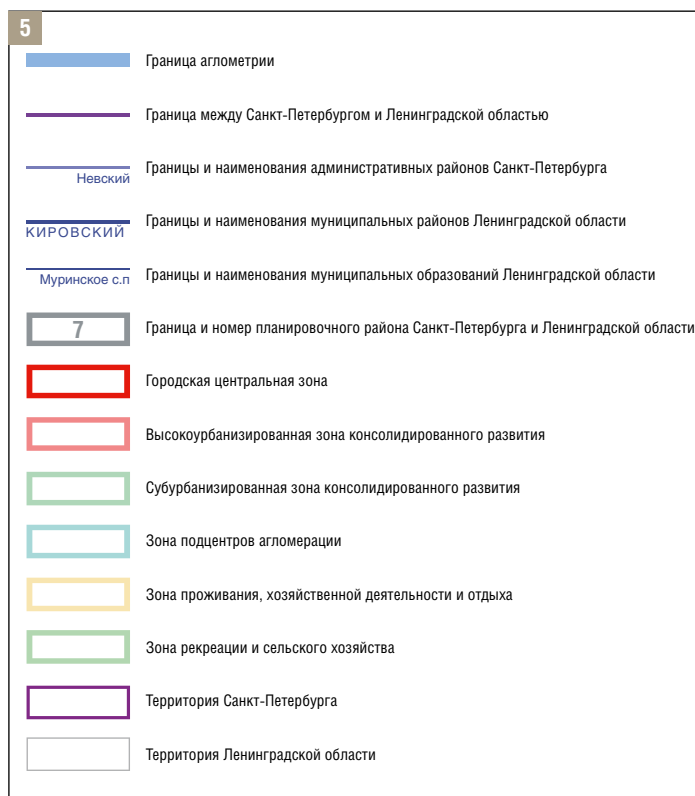 5
Граница аглометрии
Граница между Санкт-Петербургом и Ленинградской областью
Границы и наименования административных районов Санкт-Петербурга
Невский
Границы и наименования муниципальных районов Ленинградской области
КИРОВСКИЙ
Границы и наименования муниципальных образований Ленинградской области
Муринское с.п
7 Граница и номер планировочного района Санкт-Петербурга и Ленинградской области
Городская центральная зона
Высокоурбанизированная зона консолидированного развития
Субурбанизированная зона консолидированного развития
Зона подцентров агломерации
Зона проживания, хозяйственной деятельности и отдыха
Зона рекреации и сельского хозяйства
Территория Санкт-Петербурга
Территория Ленинградской области